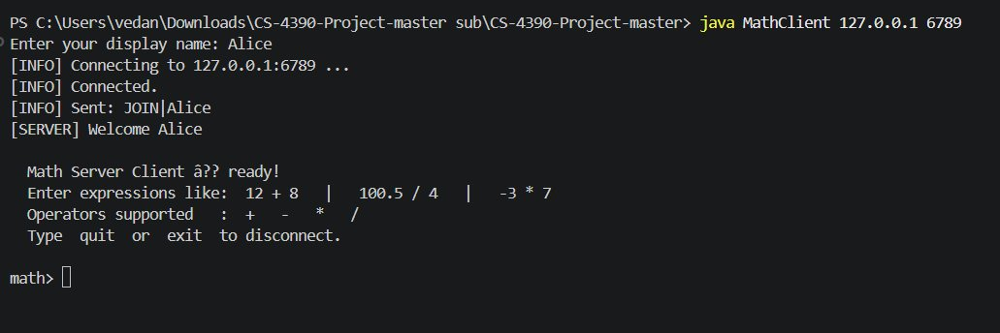 PS C:\Users\vedan\Downloads\CS-4390-Project-master sub\CS-4390-Project-master> java MathClient 127.0.0.1 6789
Enter your display name: Alice
[INFO] Connecting to 127.0.0.1:6789 ...
[INFO] Connected.
[INFO] Sent: JOIN|Alice
[SERVER] Welcome Alice
Math Server Client â?? ready!
Enter expressions like:  12 + 8   |   100.5 / 4   |   -3 * 7
Operators supported   :  +   -   *   /
Type  quit  or  exit  to disconnect.
math>